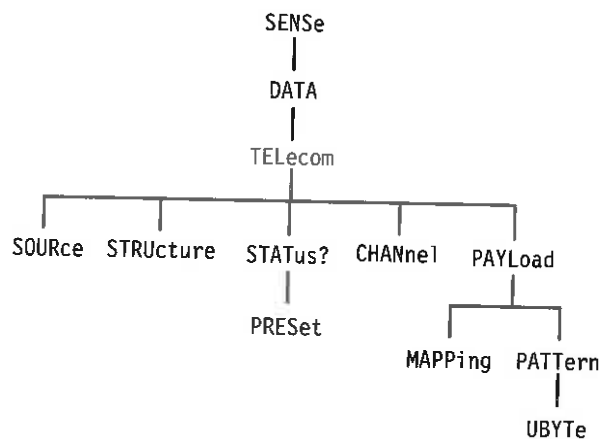 SENSe
DATA
TELecom
SOURce STRUcture STATus? CHANnel PAYLoad
PRESet
MAPPing PATTern
UBYTe